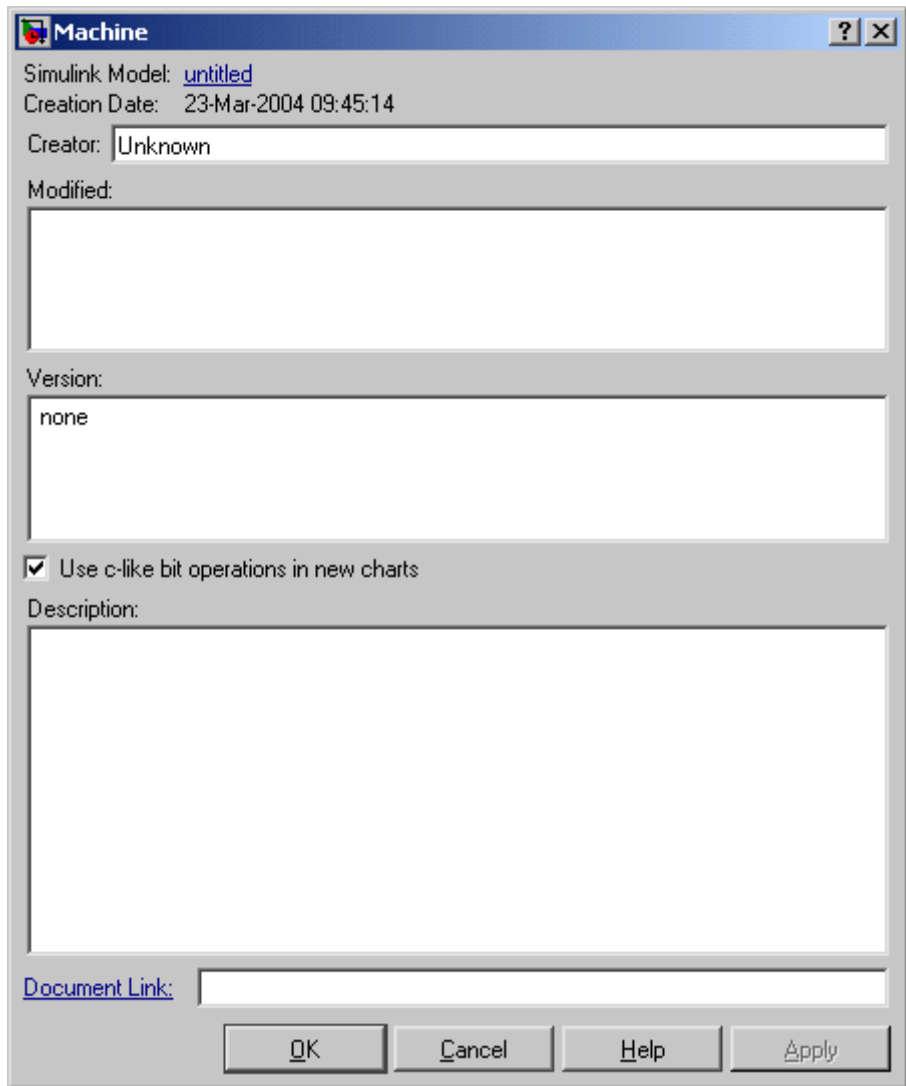 Machine
Simulink Model: untitled
Creation Date: 23-Mar-2004 09:45:14
Creator: Unknown
Modified:
Version:
none
Use c-like bit operations in new charts
Description:
Document Link:
OK Cancel Help Apply